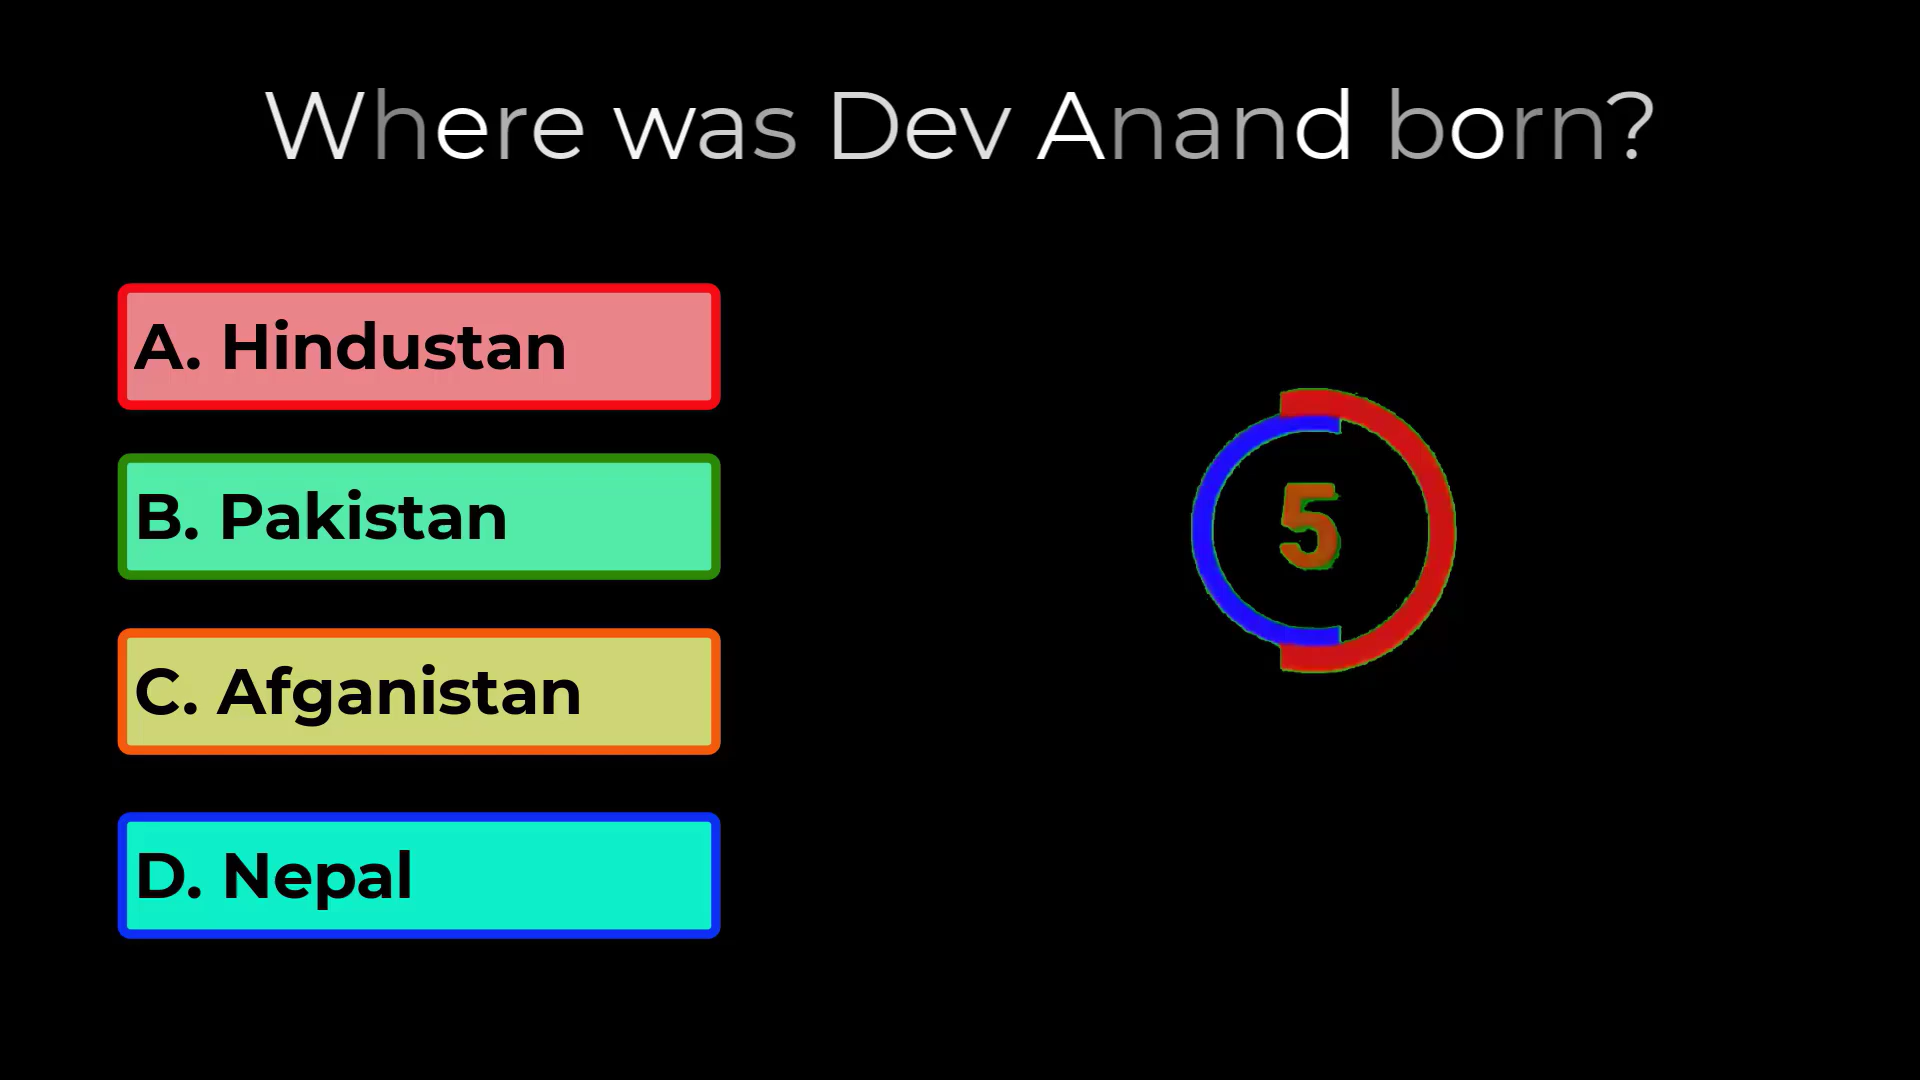 Where was Dev Anand born?
A. Hindustan
B. Pakistan
C. Afganistan
D. Nepal
5